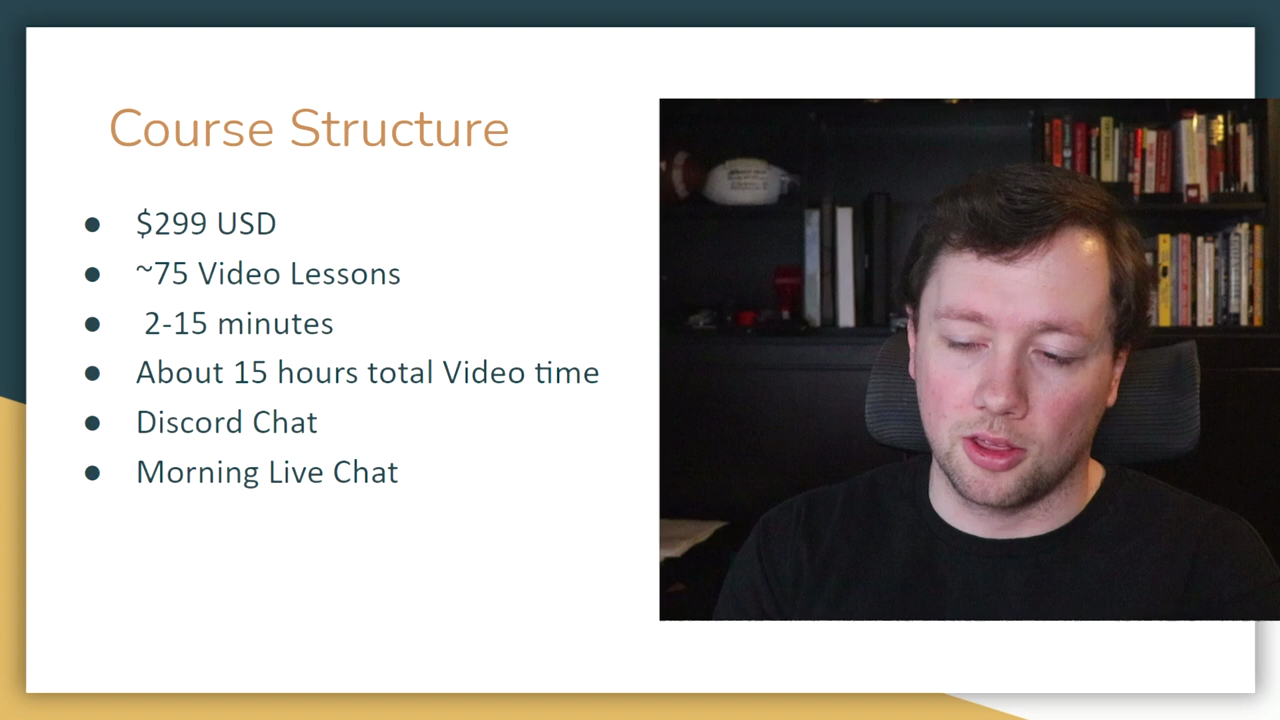 Course Structure
● $299 USD
● ~75 Video Lessons
● 2-15 minutes
● About 15 hours total Video time
● Discord Chat
● Morning Live Chat